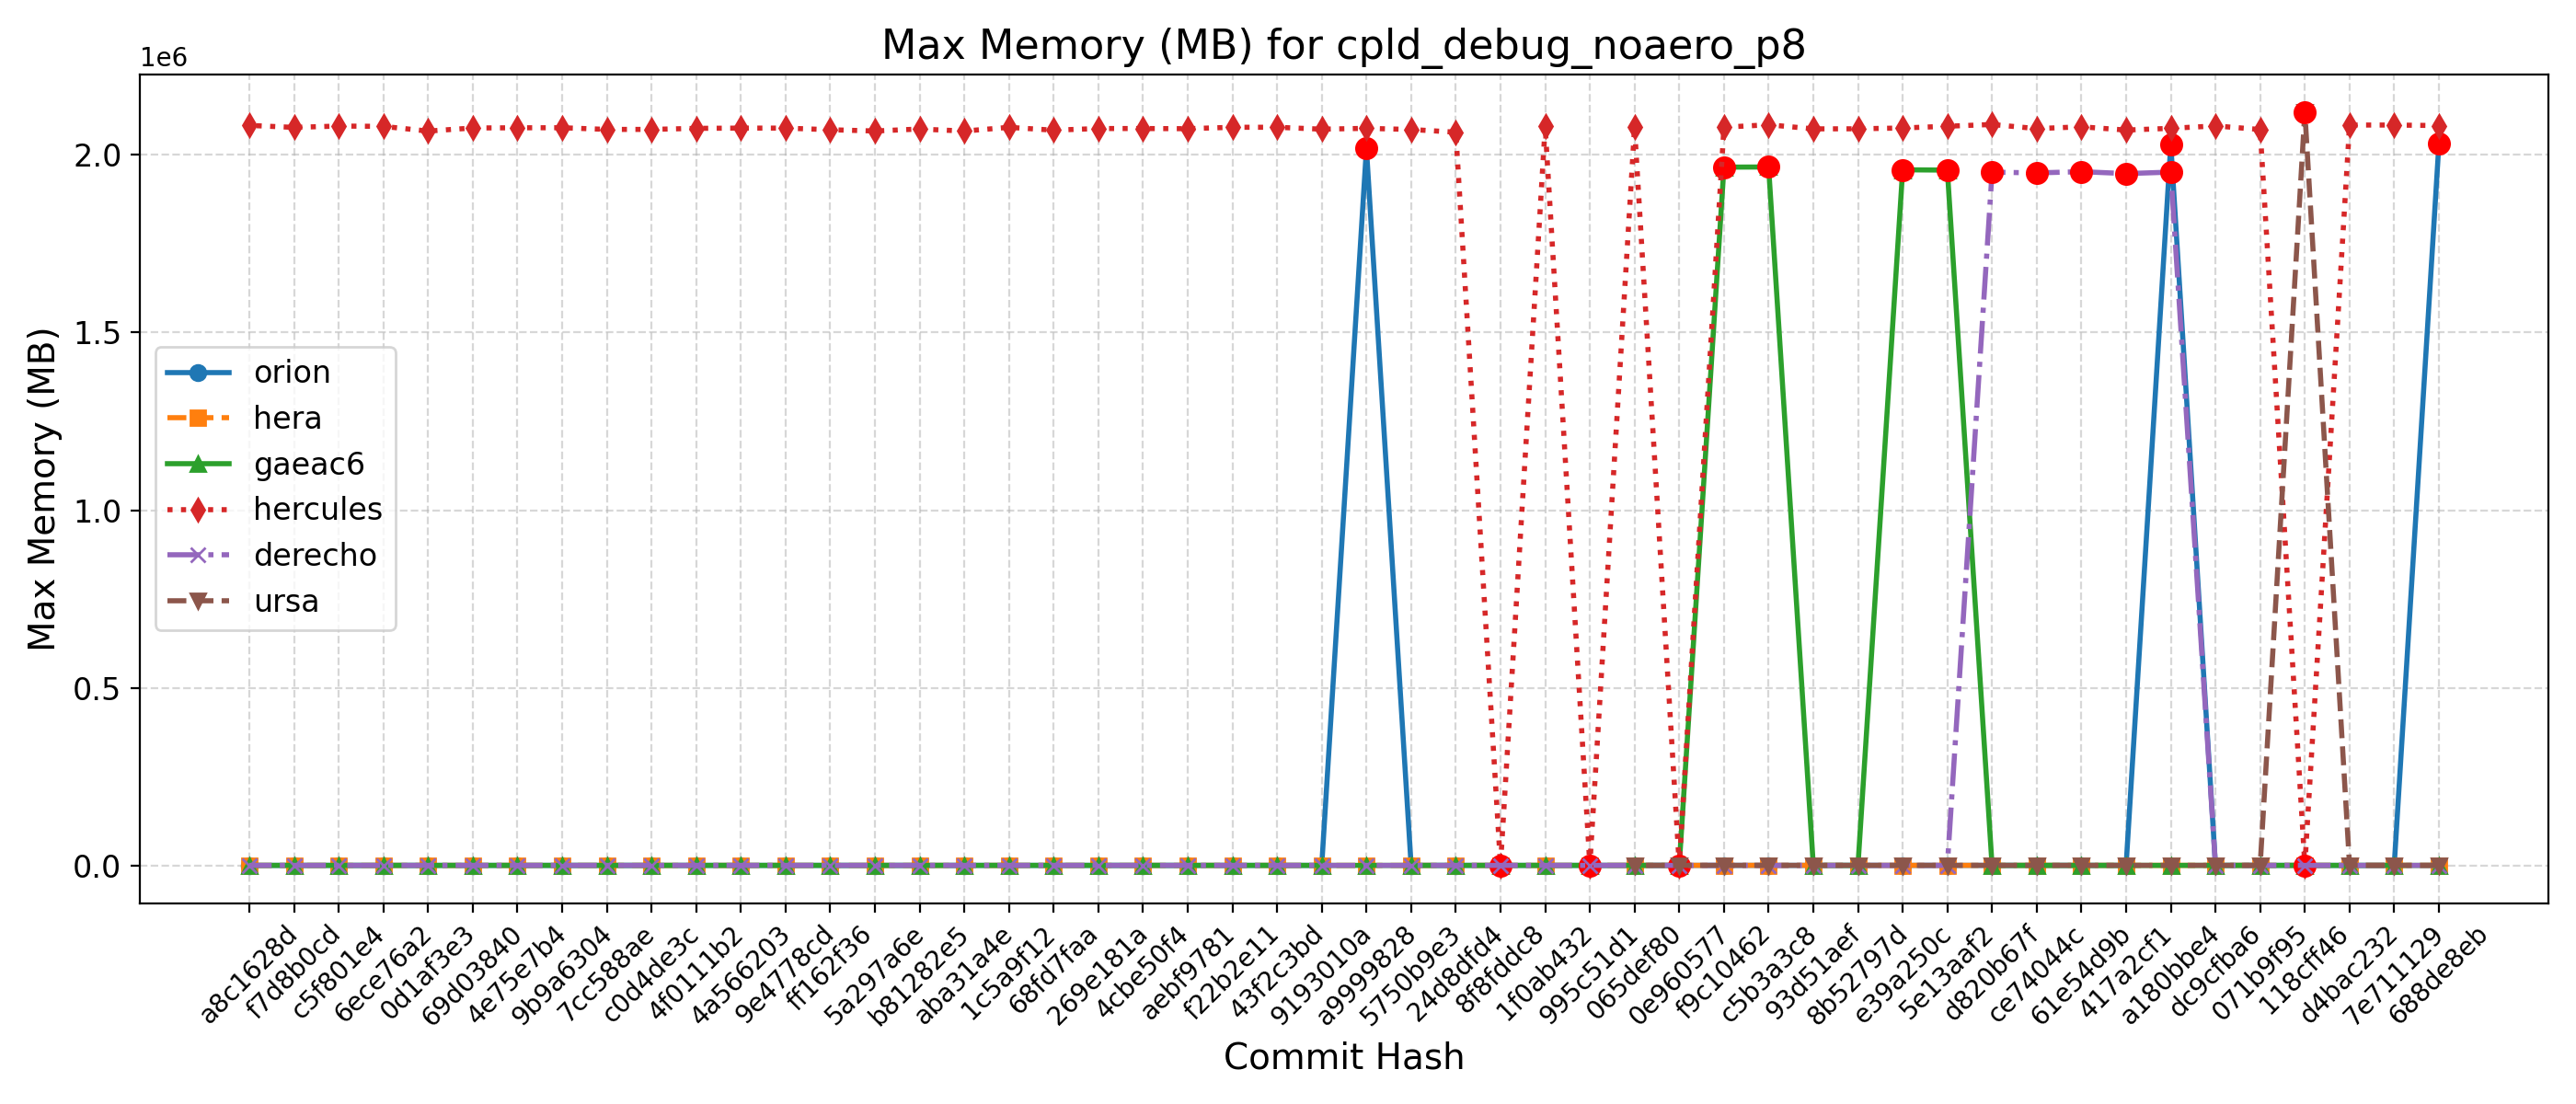 Max Memory (MB) for cpld_debug_noaero_p8
1e6
2.0
1.5
1.0
0.5
0.0
Max Memory (MB)
orion
hera
gaeac6
hercules
derecho
ursa
a8c1628d
f7d8b0cd
c5f801e4
6ece76a2
0d1af3e3
69d03840
4e75e7b4
9b9a6304
7cc588ae
c0d4de3c
4f0111b2
4a566203
9e4778cd
ff162f36
5a297a6e
b81282e5
aba31a4e
1c5a9f12
68fd7faa
269e181a
4cbe50f4
aebf9781
f22b2e11
43f2c3bd
9193010a
a9999828
5750b9e3
24d8dfd4
8f8fddc8
1f0ab432
995c51d1
065def80
0e960577
f9c10462
c5b3a3c8
93d51aef
8b52797d
e39a250c
5e13aaf2
d820b67f
ce74044c
61e54d9b
417a2cf1
a180bbe4
dc9cfba6
071b9f95
118cff46
d4bac232
7e711129
688de8eb
Commit Hash